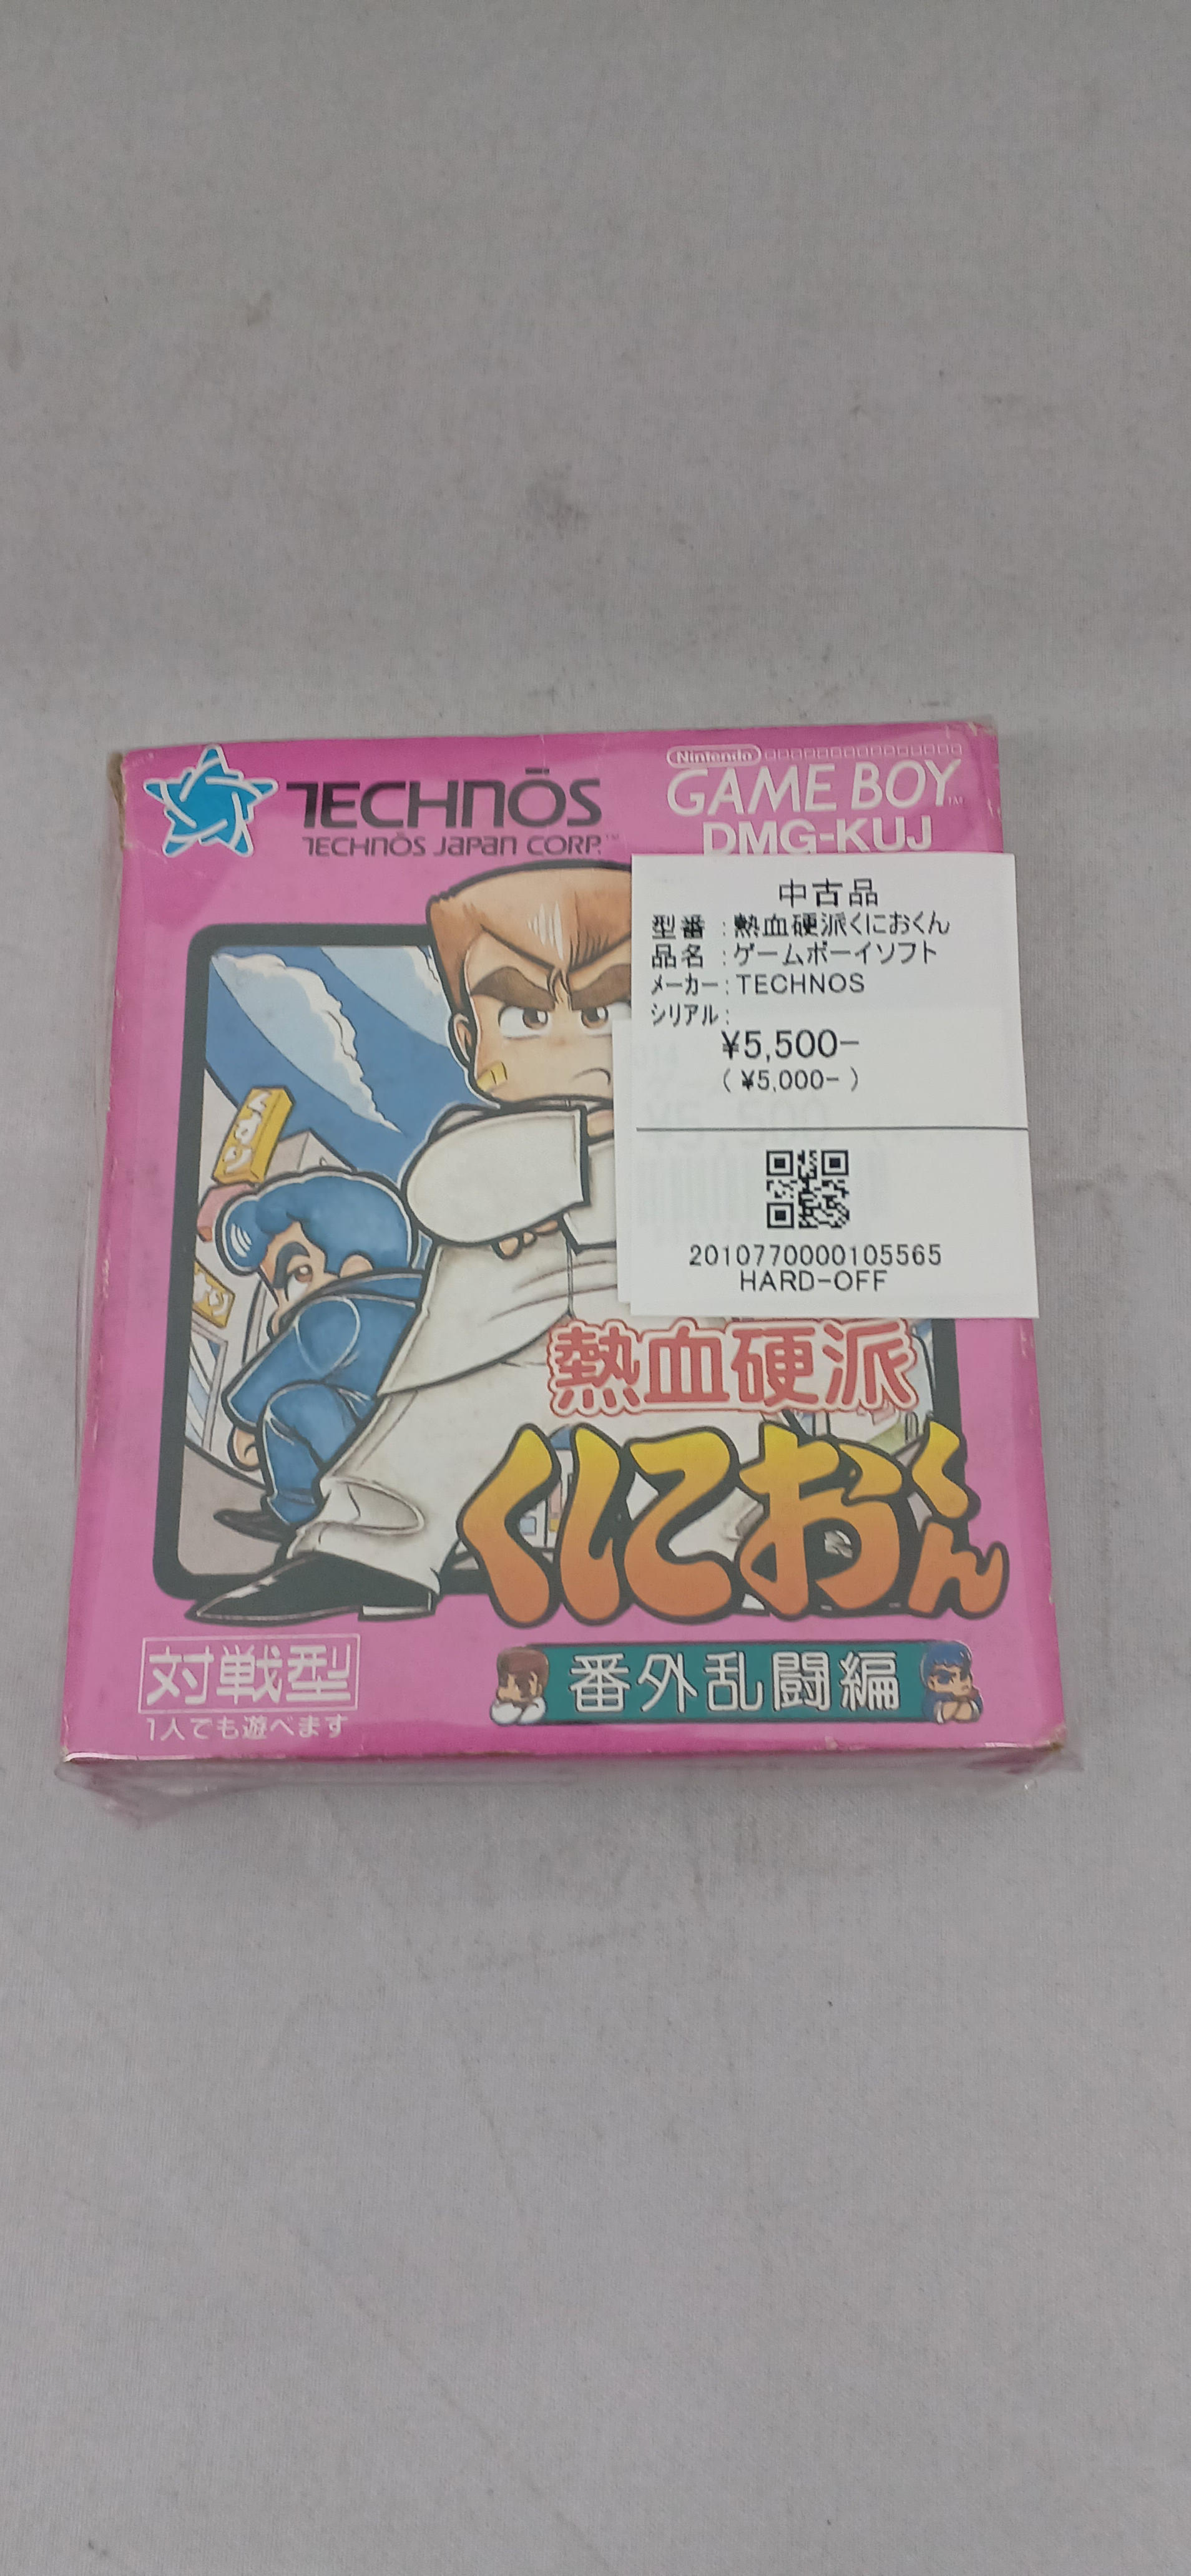 TECHNŌS
TECHNŌS JAPAN CORP.™
Nintendo
GAME BOY™
DMG-KUJ
中古品
型番 :熱血硬派くにおくん
品名 :ゲームボーイソフト
メーカー:TECHNOS
シリアル:
¥5,500-
(¥5,000-)
2010770000105565
HARD-OFF
熱血硬派
くにおくん
対戦型
1人でも遊べます
番外乱闘編